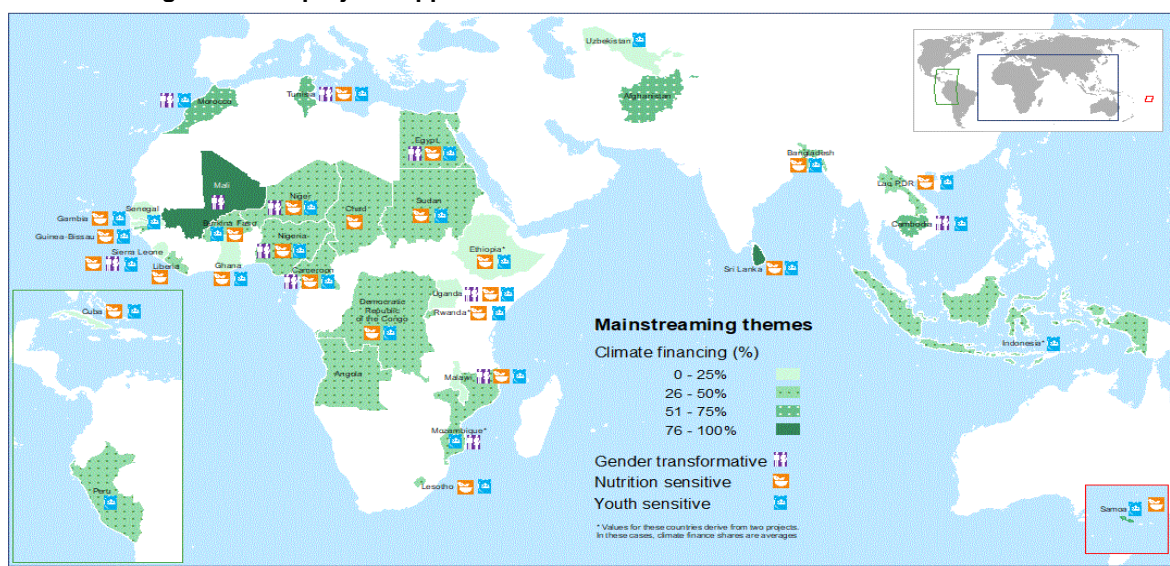 Uzbekistan
Morocco
Tunisia
Afghanistan
Egypt
Bangladesh
Mali
Niger
Chad
Sudan
Lao PDR
Gambia
Senegal
Guinea-Bissau
Burkina Faso
Nigeria
Cambodia
Sierra Leone
Ethiopia*
Liberia
Ghana
Cameroon
Sri Lanka
Uganda
Rwanda*
Cuba
Democratic
Republic
of the Congo
Indonesia*
Angola
Malawi
Mozambique*
Lesotho
Peru
Samoa
Mainstreaming themes
Climate financing (%)
0 - 25%
26 - 50%
51 - 75%
76 - 100%
Gender transformative
Nutrition sensitive
Youth sensitive
* Values for these countries derive from two projects.
In these cases, climate finance shares are averages